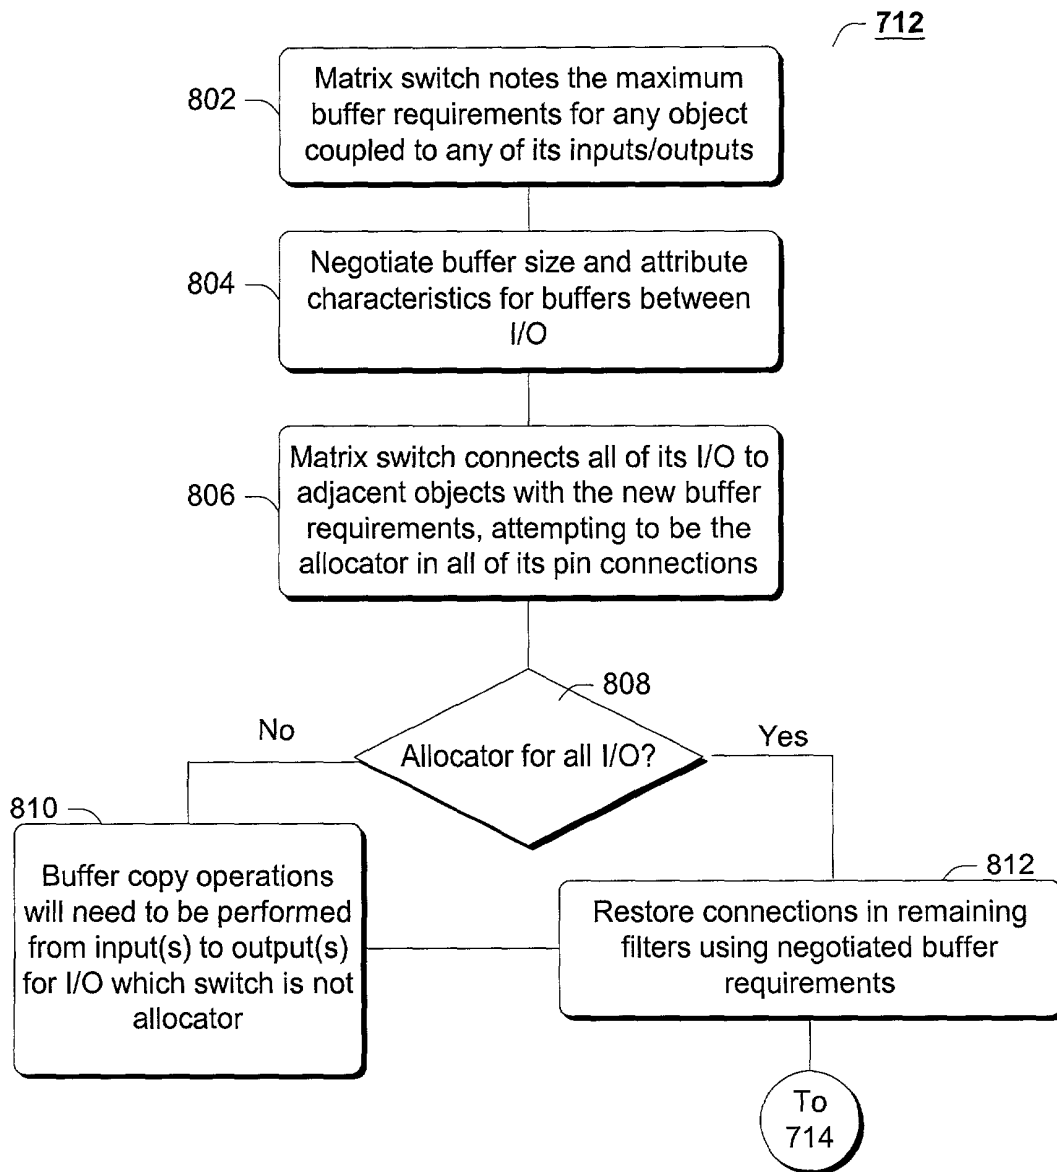 712
802
Matrix switch notes the maximum
buffer requirements for any object
coupled to any of its inputs/outputs
804
Negotiate buffer size and attribute
characteristics for buffers between
I/O
806
Matrix switch connects all of its I/O to
adjacent objects with the new buffer
requirements, attempting to be the
allocator in all of its pin connections
808
No
Allocator for all I/O?
Yes
810
Buffer copy operations
will need to be performed
from input(s) to output(s)
for I/O which switch is not
allocator
812
Restore connections in remaining
filters using negotiated buffer
requirements
To
714